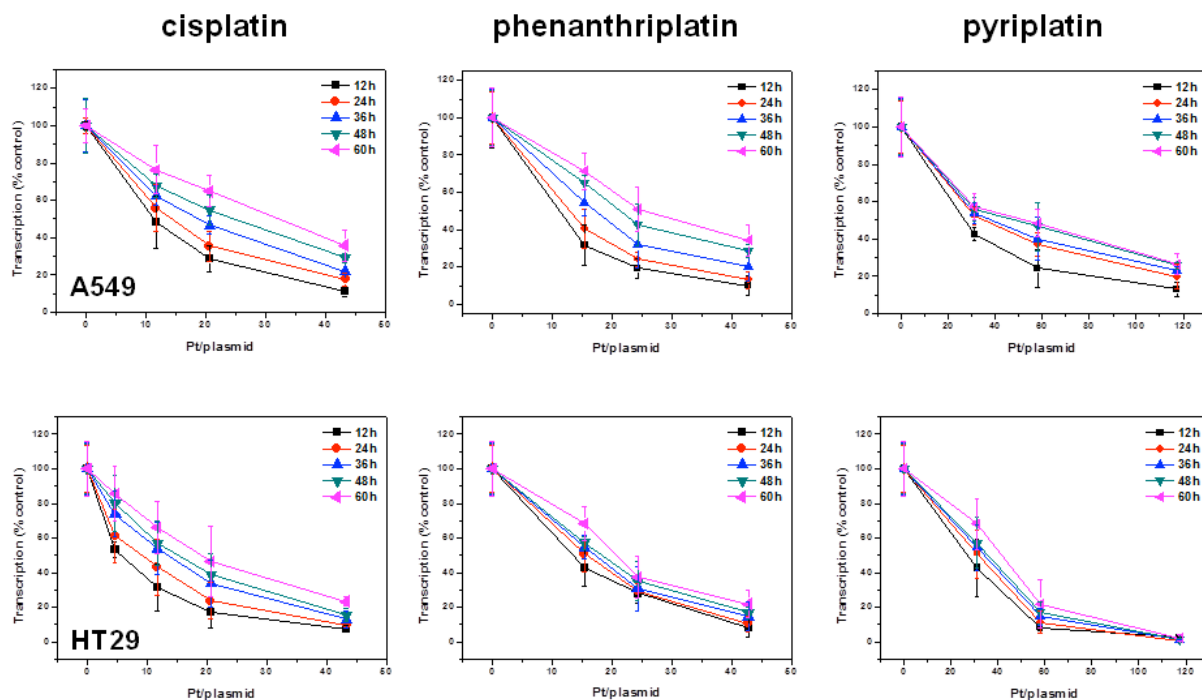 cisplatin
phenanthriplatin
pyriplatin
Transcription (% control)
120
100
80
60
40
20
0
12h
24h
36h
48h
60h
A549
0 10 20 30 40 50
Pt/plasmid
Transcription (% control)
120
100
80
60
40
20
0
12h
24h
36h
48h
60h
0 10 20 30 40 50
Pt/plasmid
Transcription (% control)
120
100
80
60
40
20
0
12h
24h
36h
48h
60h
0 20 40 60 80 100 120
Pt/plasmid
Transcription (% control)
120
100
80
60
40
20
0
12h
24h
36h
48h
60h
HT29
0 10 20 30 40 50
Pt/plasmid
Transcription (% control)
120
100
80
60
40
20
0
12h
24h
36h
48h
60h
0 10 20 30 40 50
Pt/plasmid
Transcription (% control)
120
100
80
60
40
20
0
12h
24h
36h
48h
60h
0 20 40 60 80 100 120
Pt/plasmid